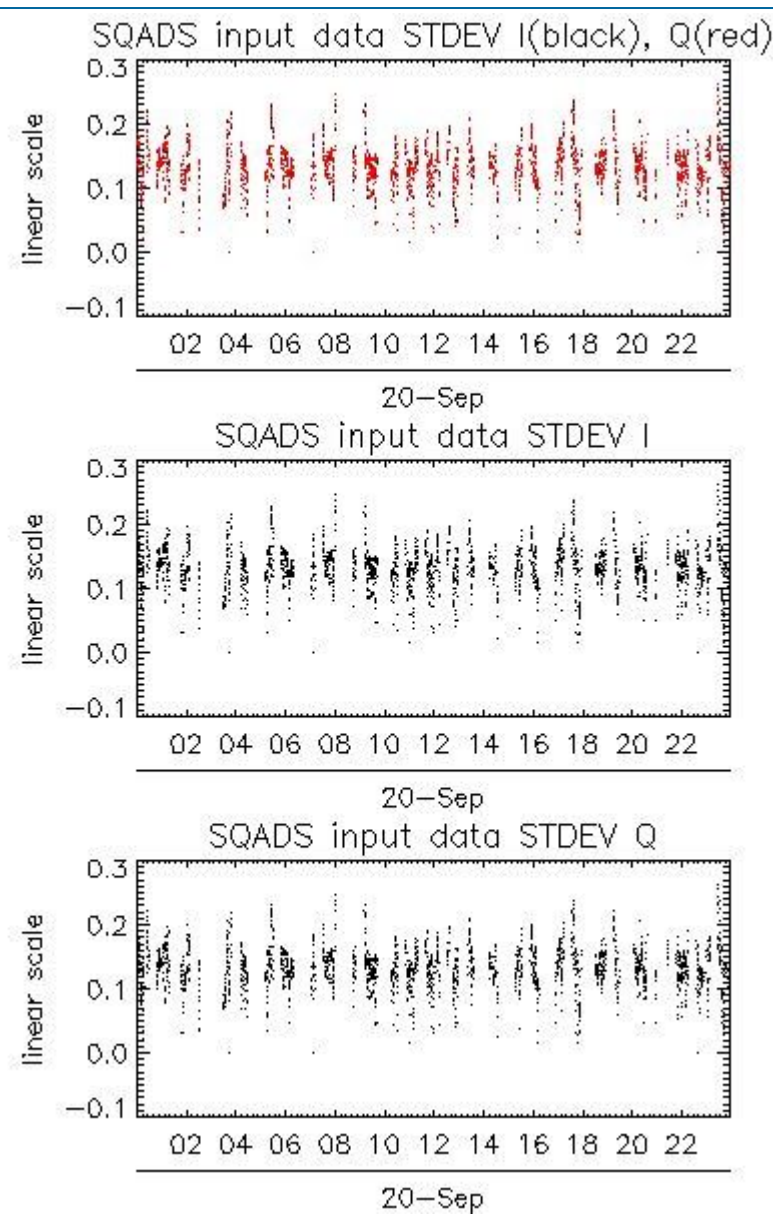 SQADS input data STDEV I(black), Q(red)
0.3
0.2
0.1
0.0
−0.1
linear scale
02 04 06 08 10 12 14 16 18 20 22
20−Sep
SQADS input data STDEV I
0.3
0.2
0.1
0.0
−0.1
linear scale
02 04 06 08 10 12 14 16 18 20 22
20−Sep
SQADS input data STDEV Q
0.3
0.2
0.1
0.0
−0.1
linear scale
02 04 06 08 10 12 14 16 18 20 22
20−Sep